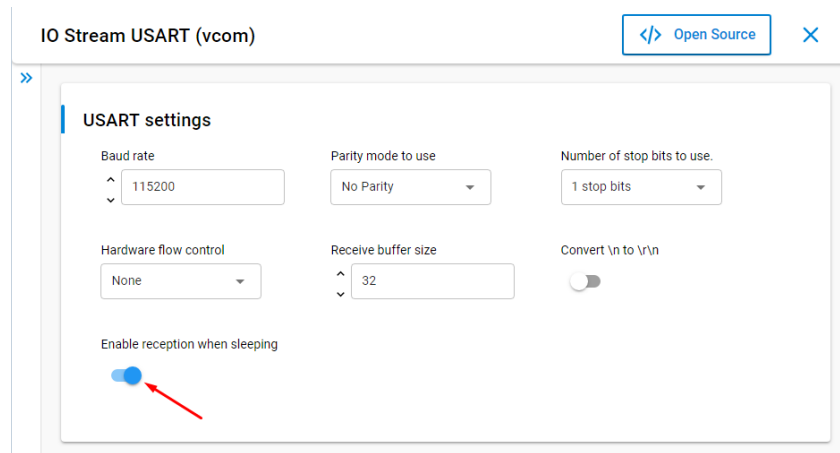 IO Stream USART (vcom)
</> Open Source
USART settings
Baud rate
Parity mode to use
Number of stop bits to use.
115200
No Parity
1 stop bits
Hardware flow control
Receive buffer size
Convert \n to \r\n
None
32
Enable reception when sleeping